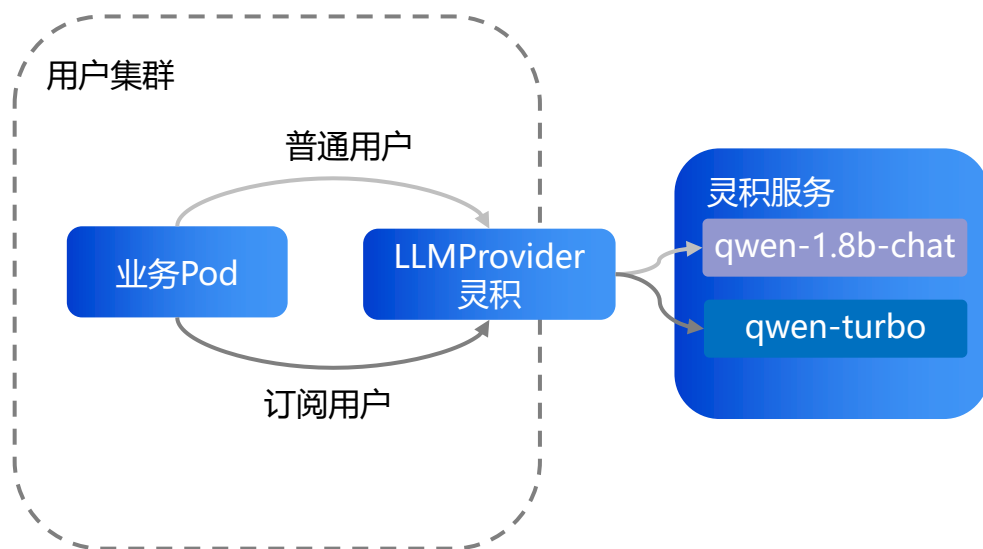 用户集群
普通用户
业务Pod
LLMProvider
灵积
订阅用户
灵积服务
qwen-1.8b-chat
qwen-turbo